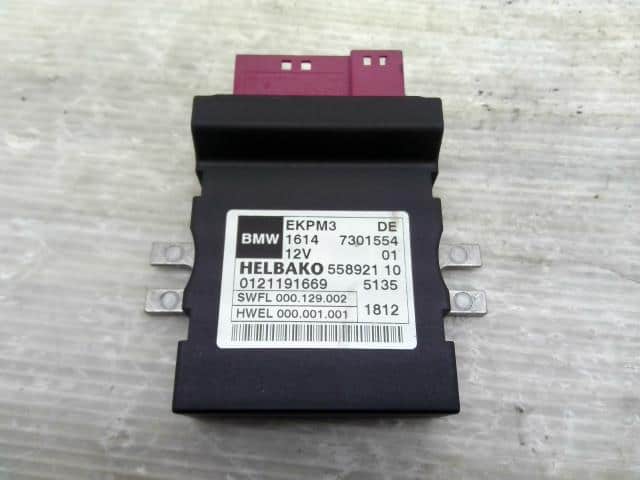 BMW EKPM3 DE
1614 7301554
12V 01
HELBAKO 558921 10
0121191669 5135
SWFL 000.129.002
HWEL 000.001.001 1812